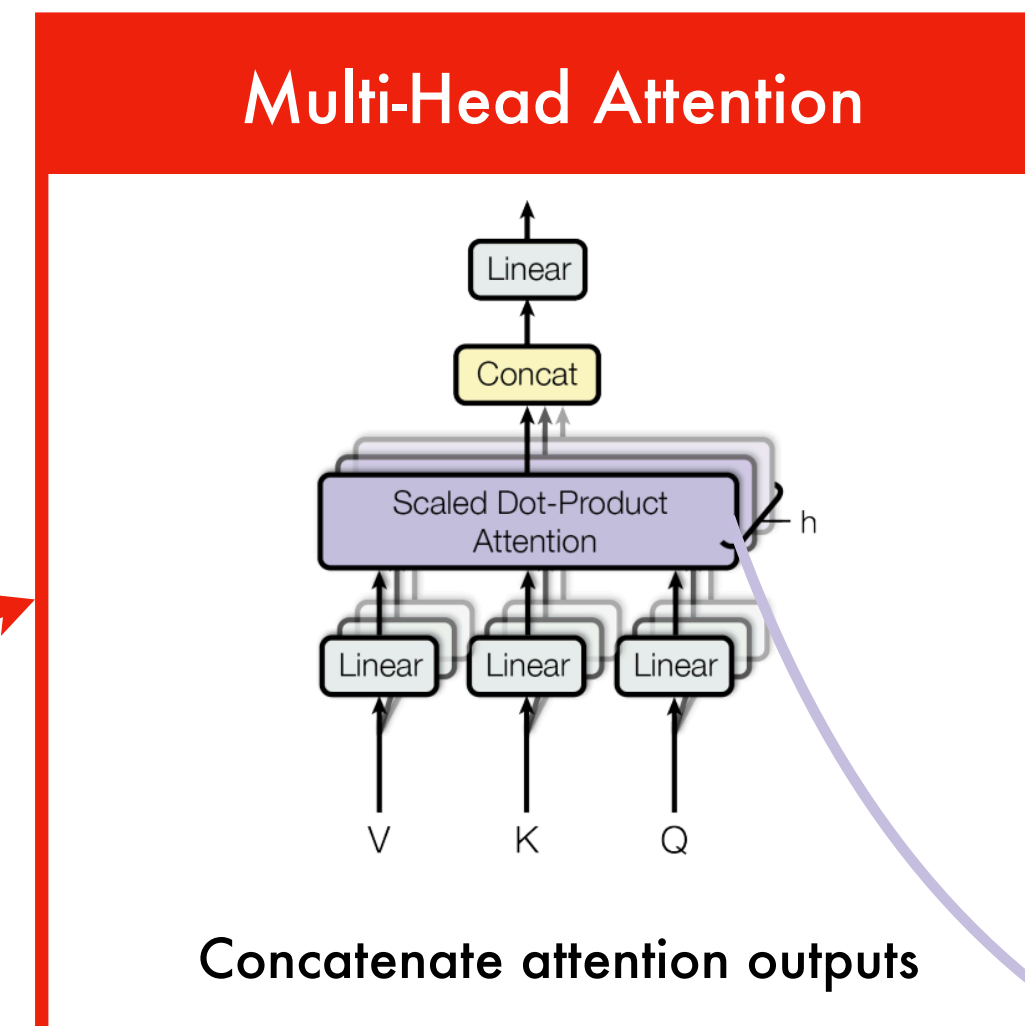 Multi-Head Attention
Linear
Concat
Scaled Dot-Product
Attention
h
Linear Linear Linear
V K Q
Concatenate attention outputs